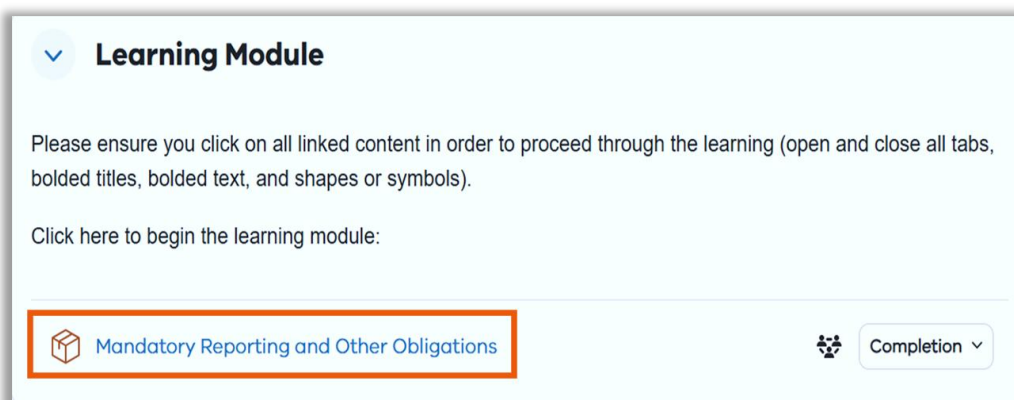 Learning Module
Please ensure you click on all linked content in order to proceed through the learning (open and close all tabs,
bolded titles, bolded text, and shapes or symbols).
Click here to begin the learning module:
Mandatory Reporting and Other Obligations
Completion